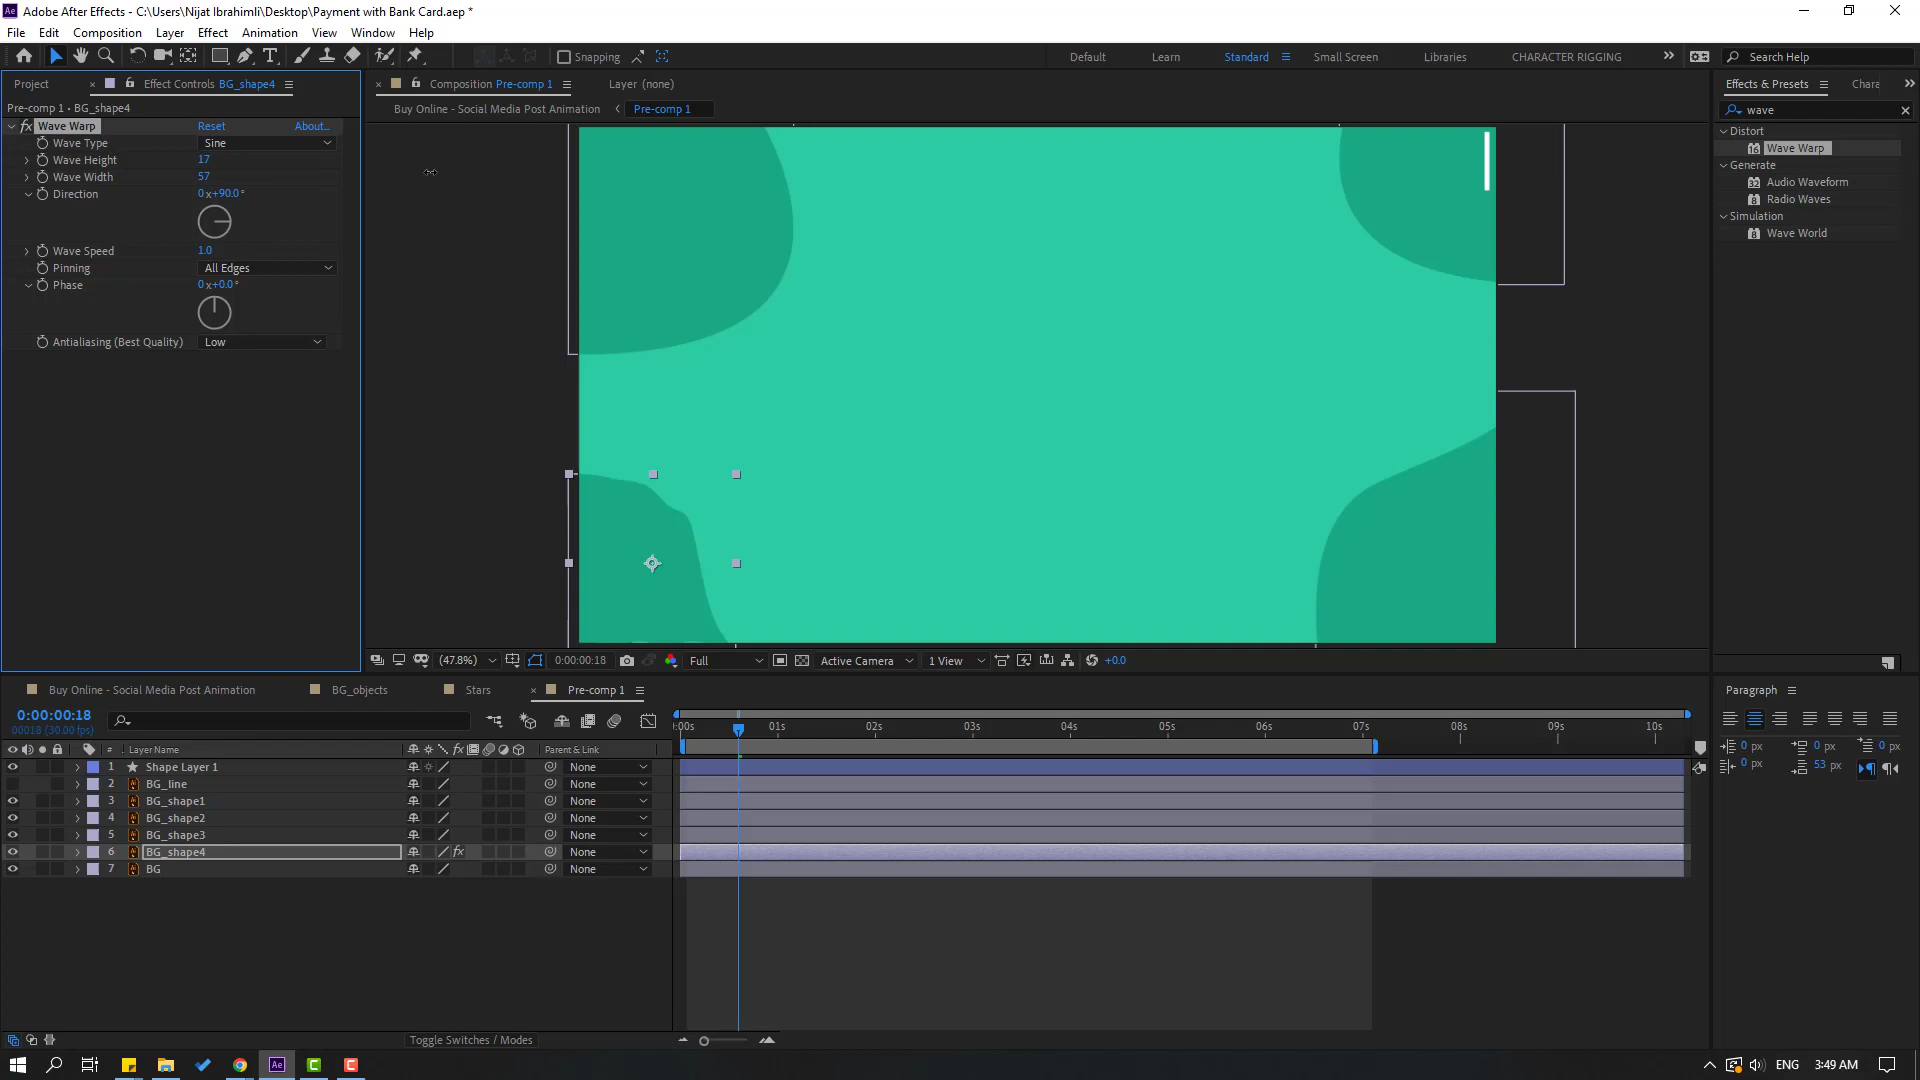 Adobe After Effects - C:\Users\Nijat Ibrahimli\Desktop\Payment with Bank Card.aep *
File Edit Composition Layer Effect Animation View Window Help
Snapping Default Learn Standard Small Screen Libraries CHARACTER RIGGING Search Help
Project Effect Controls BG_shape4 Composition Pre-comp 1 Layer (none) Effects & Presets Chara
Pre-comp 1 • BG_shape4 Buy Online - Social Media Post Animation Pre-comp 1 wave
fx Wave Warp Reset About...
Wave Type Sine
Wave Height 17
Wave Width 57
Direction 0x+90.0°
Wave Speed 1.0
Pinning All Edges
Phase 0x+0.0°
Antialiasing (Best Quality) Low
Distort
Wave Warp
Generate
Audio Waveform
Radio Waves
Simulation
Wave World
(47.8%) 0:00:00:18 Full Active Camera 1 View +0.0
Buy Online - Social Media Post Animation BG_objects Stars Pre-comp 1 Paragraph
0:00:00:18
00018 (30.00 fps)
:00s 01s 02s 03s 04s 05s 06s 07s 08s 09s 10s
# Layer Name fx Parent & Link
1 Shape Layer 1 None
2 BG_line None
3 BG_shape1 None
4 BG_shape2 None
5 BG_shape3 None
6 BG_shape4 fx None
7 BG None
0 px 0 px 0 px
0 px 53 px
Toggle Switches / Modes
Ae ENG 3:49 AM